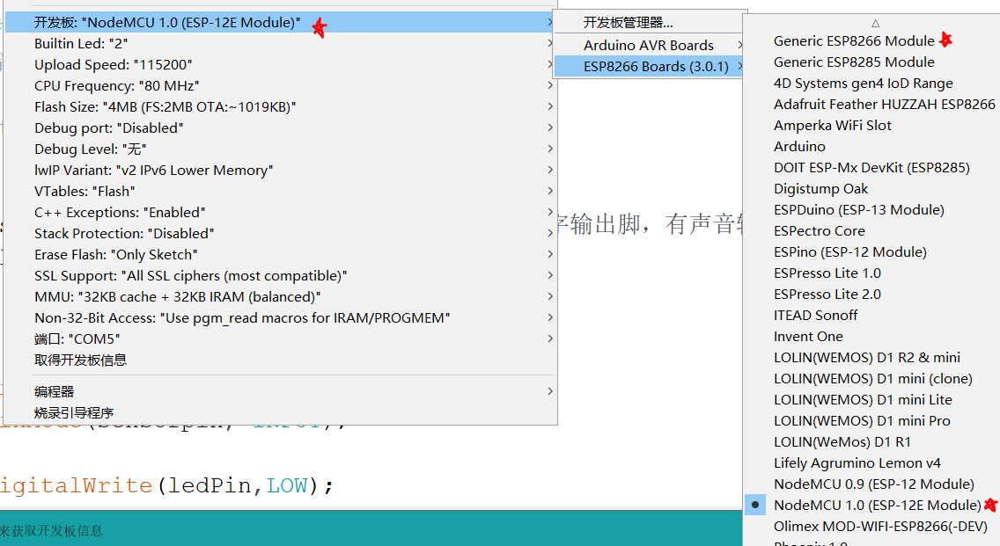 开发板: "NodeMCU 1.0 (ESP-12E Module)"
Builtin Led: "2"
Upload Speed: "115200"
CPU Frequency: "80 MHz"
Flash Size: "4MB (FS:2MB OTA:~1019KB)"
Debug port: "Disabled"
Debug Level: "无"
lwIP Variant: "v2 IPv6 Lower Memory"
VTables: "Flash"
C++ Exceptions: "Enabled"
Stack Protection: "Disabled"
Erase Flash: "Only Sketch"
SSL Support: "All SSL ciphers (most compatible)"
MMU: "32KB cache + 32KB IRAM (balanced)"
Non-32-Bit Access: "Use pgm_read macros for IRAM/PROGMEM"
端口: "COM5"
取得开发板信息
编程器
烧录引导程序
开发板管理器...
Arduino AVR Boards
ESP8266 Boards (3.0.1)
Generic ESP8266 Module
Generic ESP8285 Module
4D Systems gen4 IoD Range
Adafruit Feather HUZZAH ESP8266
Amperka WiFi Slot
Arduino
DOIT ESP-Mx DevKit (ESP8285)
Digistump Oak
ESPDuino (ESP-13 Module)
ESPectro Core
ESPino (ESP-12 Module)
ESPresso Lite 1.0
ESPresso Lite 2.0
ITEAD Sonoff
Invent One
LOLIN(WEMOS) D1 R2 & mini
LOLIN(WEMOS) D1 mini (clone)
LOLIN(WEMOS) D1 mini Lite
LOLIN(WEMOS) D1 mini Pro
LOLIN(WeMos) D1 R1
Lifely Agrumino Lemon v4
NodeMCU 0.9 (ESP-12 Module)
NodeMCU 1.0 (ESP-12E Module)
Olimex MOD-WIFI-ESP8266(-DEV)
字输出脚，有声音输
igitalWrite(ledPin,LOW);
来获取开发板信息